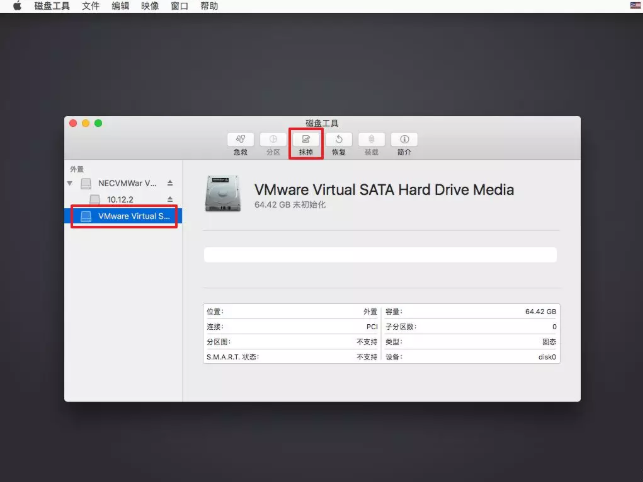 磁盘工具 文件 编辑 映像 窗口 帮助
磁盘工具
急救 分区 抹掉 恢复 装载 简介
外置
NECVMWar V...
10.12.2
VMware Virtual S...
VMware Virtual SATA Hard Drive Media
64.42 GB 未初始化
位置: 外置 容量: 64.42 GB
连接: PCI 子分区数: 0
分区图: 不支持 类型: 固态
S.M.A.R.T. 状态: 不支持 设备: disk0